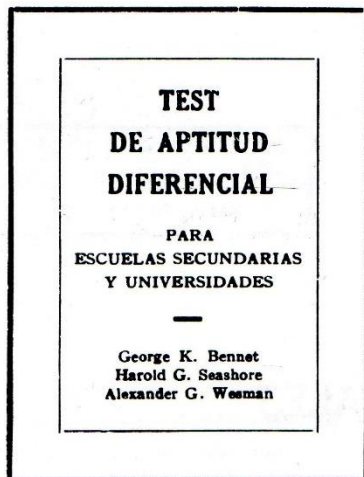 TEST
DE APTITUD
DIFERENCIAL
PARA
ESCUELAS SECUNDARIAS
Y UNIVERSIDADES
George K. Bennet
Harold G. Seashore
Alexander G. Wesman